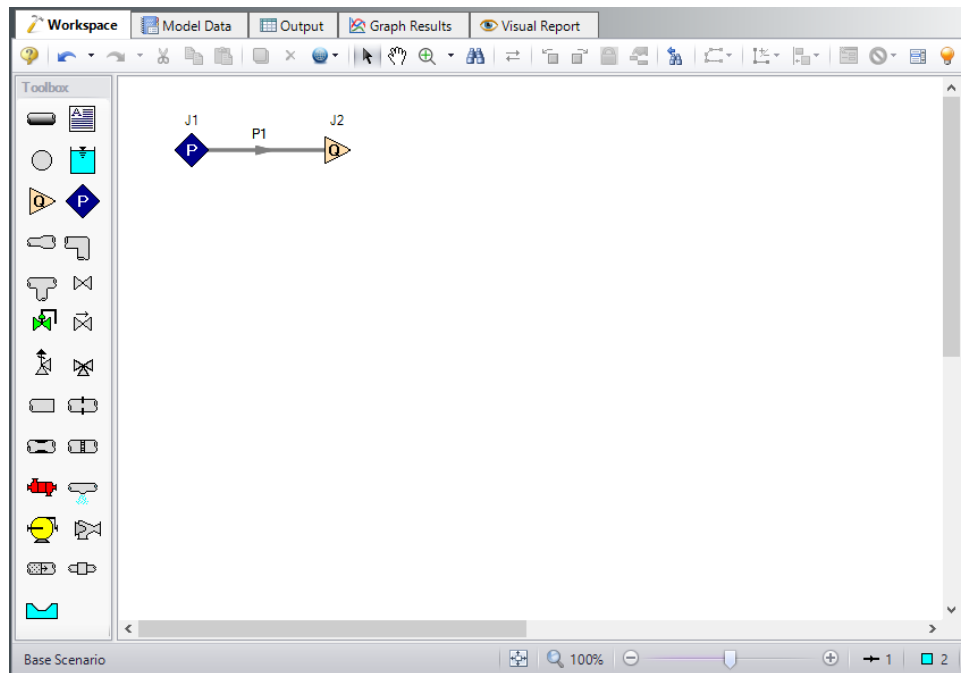 Workspace Model Data Output Graph Results Visual Report
Toolbox
A
J1 J2
P1
P Q
Q P
Base Scenario 100% 1 2